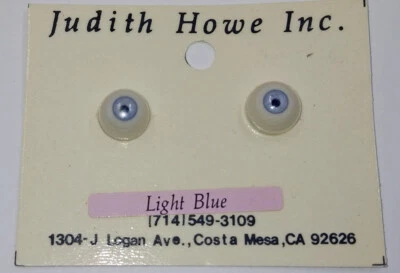 Judith Howe Inc.
Light Blue
(714)549-3109
1304-J Logan Ave.,Costa Mesa,CA 92626